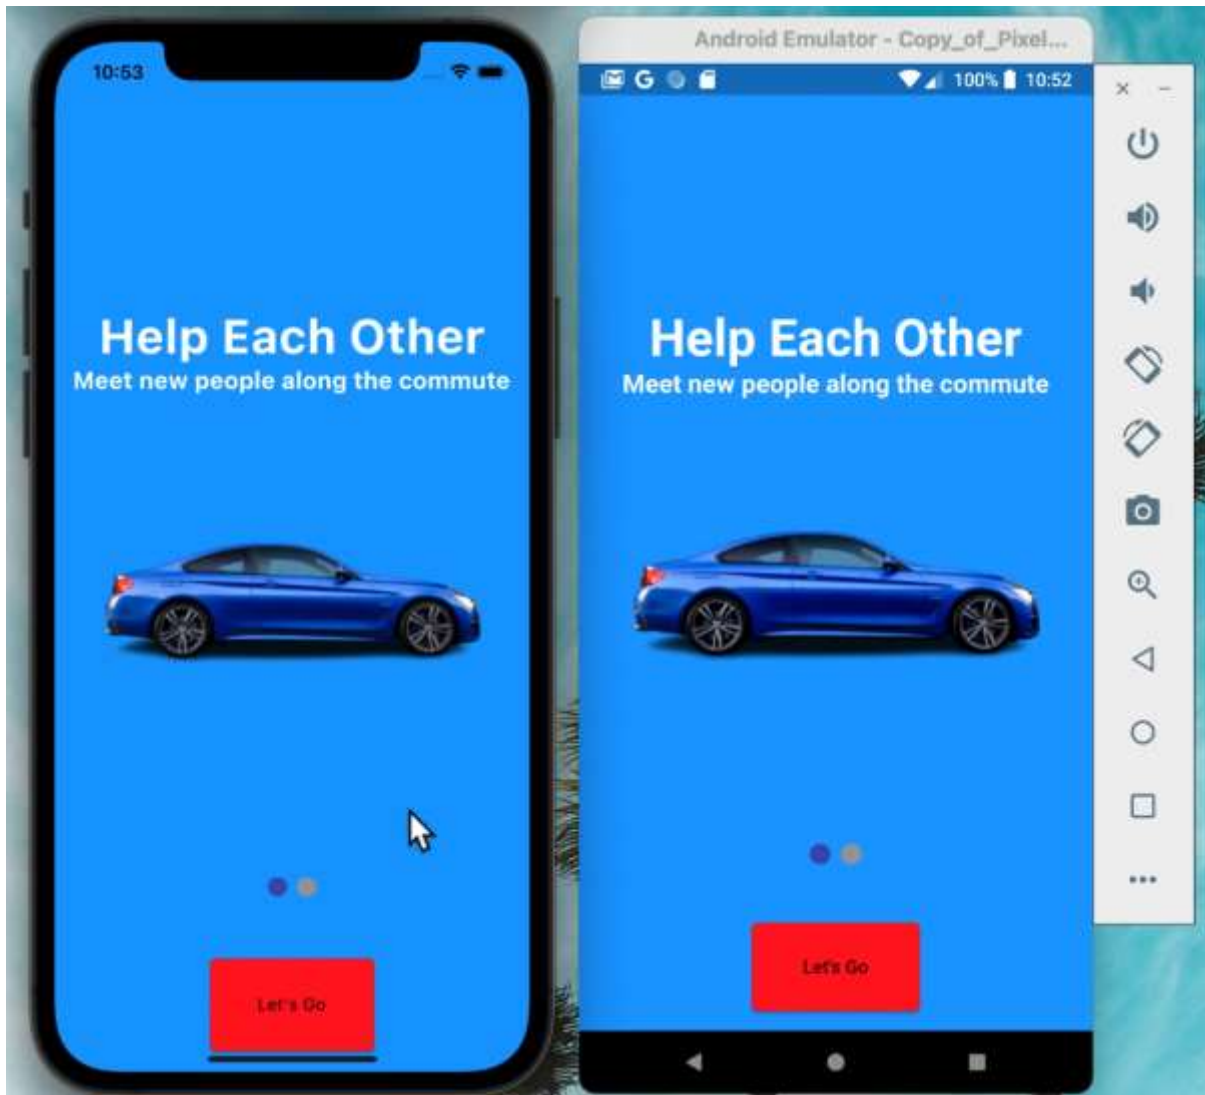 10:53
Help Each Other
Meet new people along the commute
Let's Go
Android Emulator - Copy_of_Pixel...
G 100% 10:52
Help Each Other
Meet new people along the commute
Let's Go